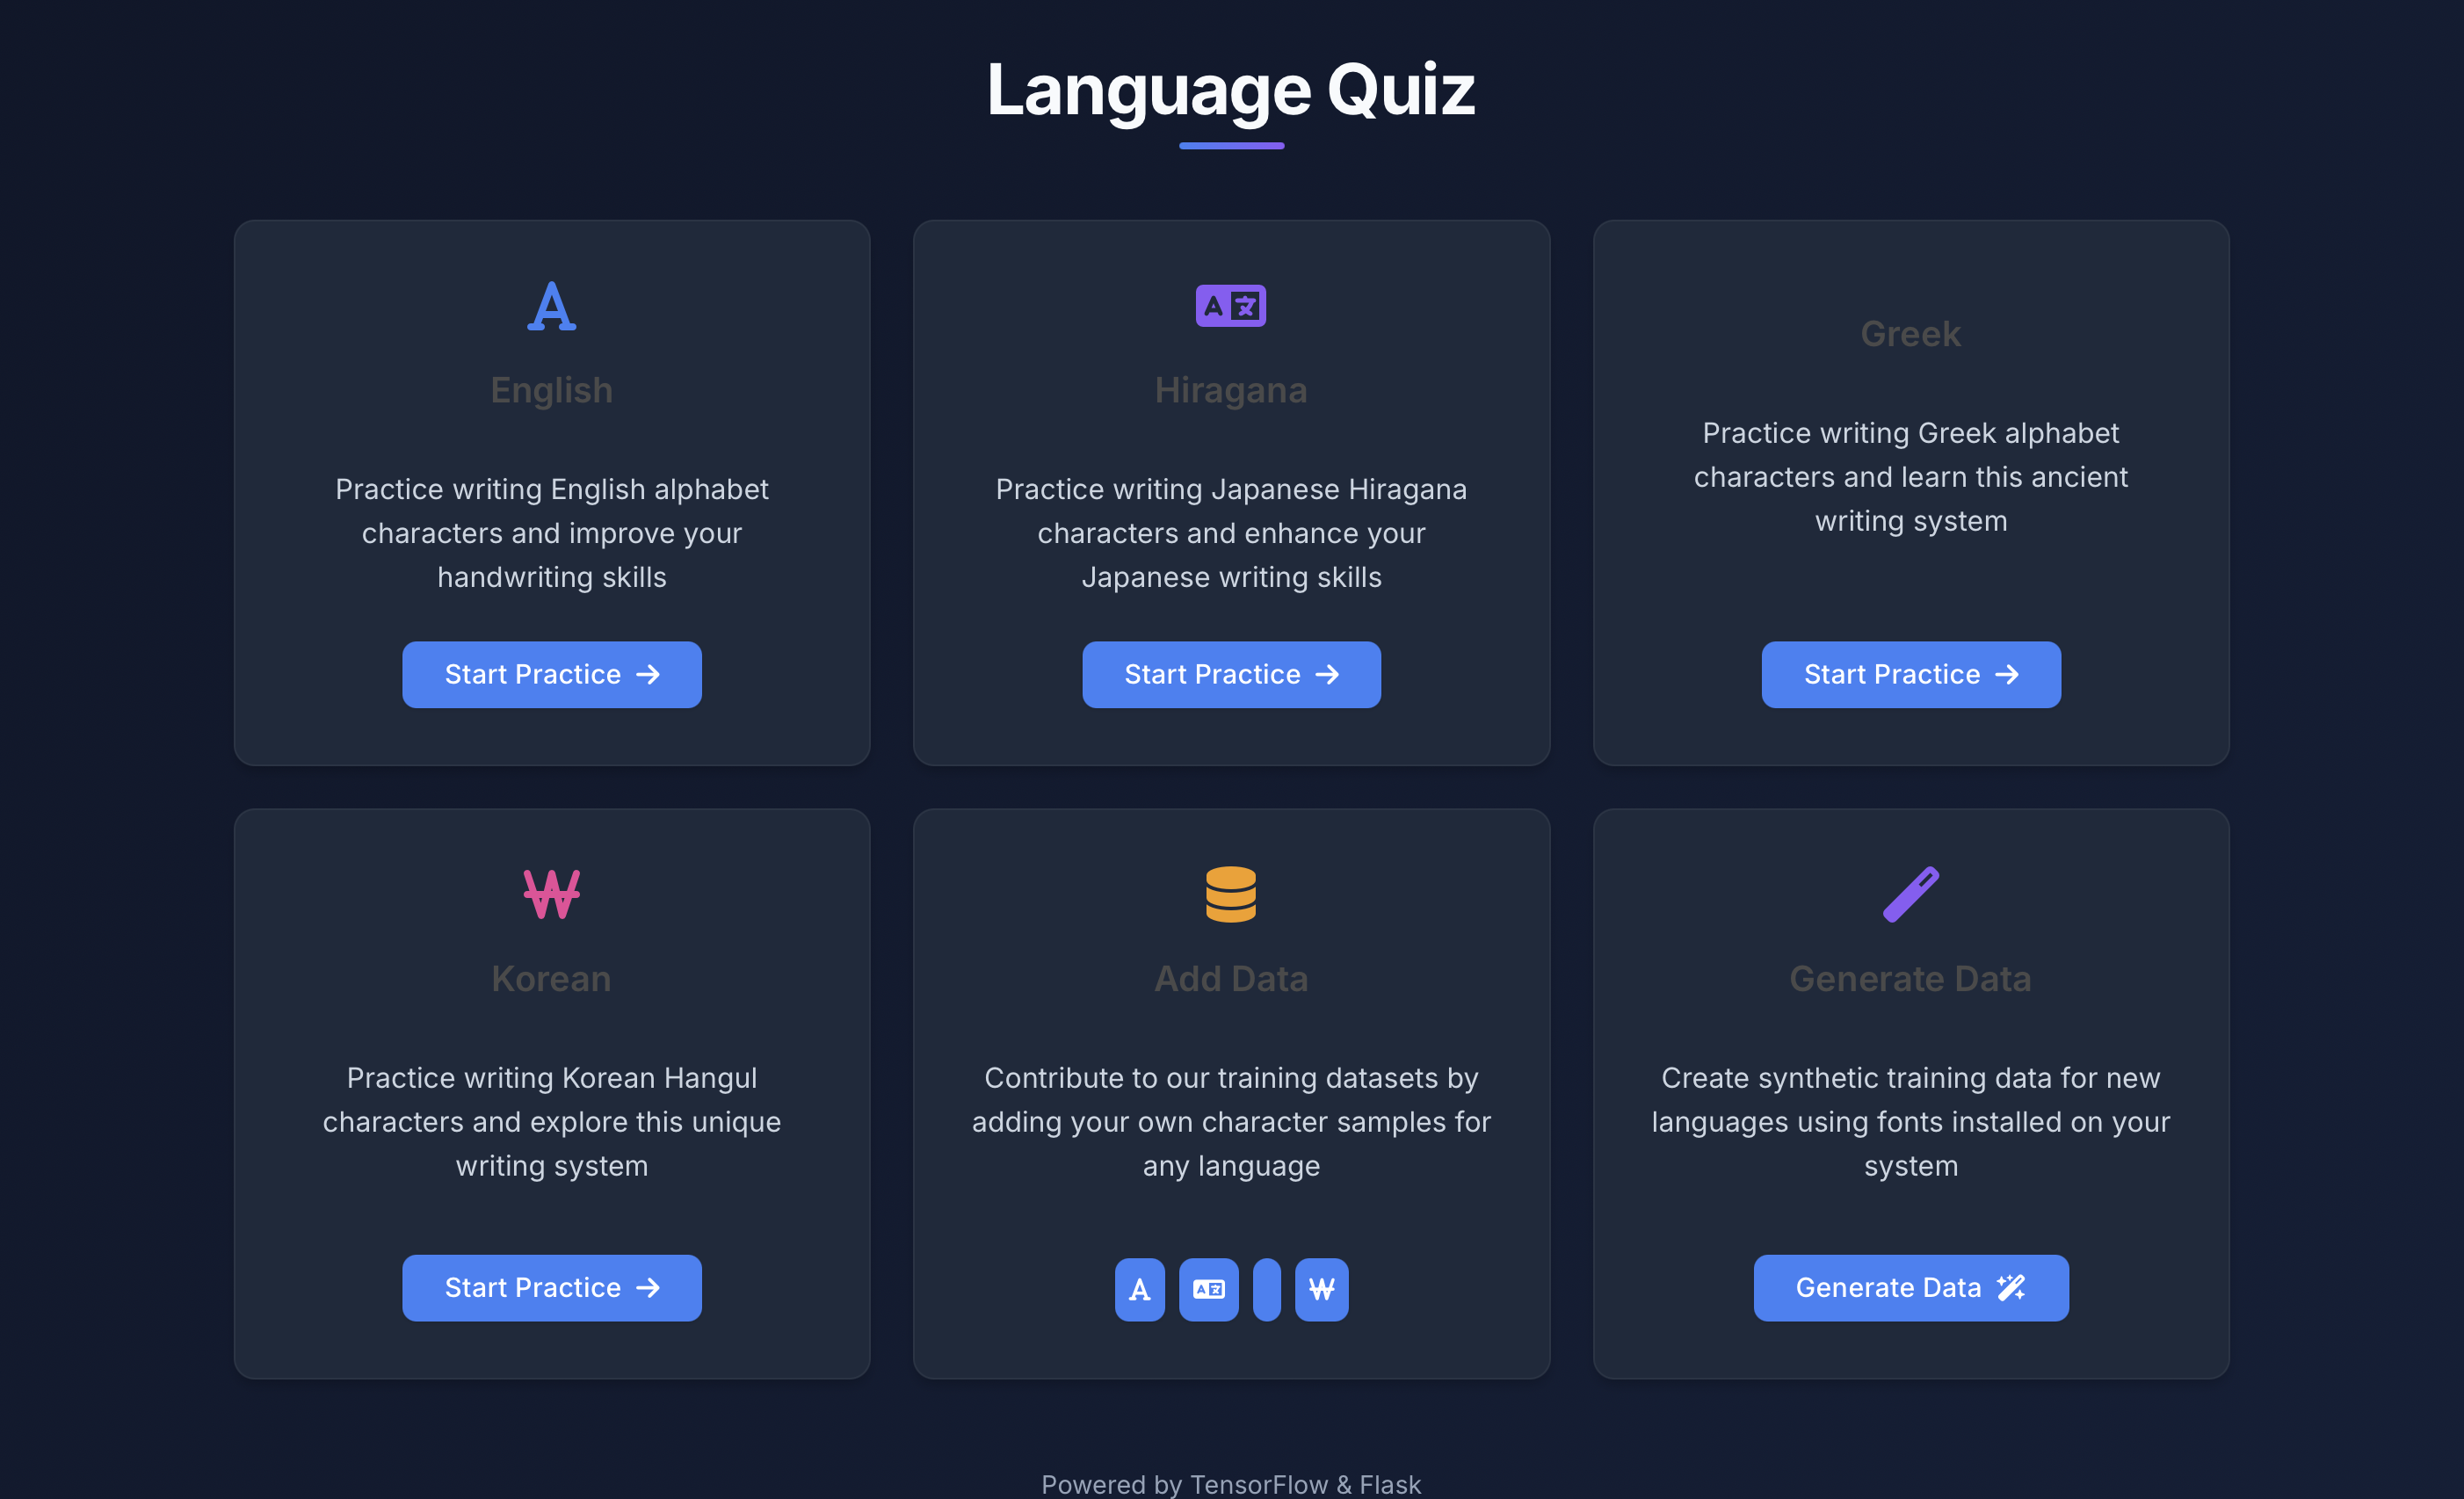 Language Quiz
English
Practice writing English alphabet
characters and improve your
handwriting skills
Start Practice →
Hiragana
Practice writing Japanese Hiragana
characters and enhance your
Japanese writing skills
Start Practice →
Greek
Practice writing Greek alphabet
characters and learn this ancient
writing system
Start Practice →
Korean
Practice writing Korean Hangul
characters and explore this unique
writing system
Start Practice →
Add Data
Contribute to our training datasets by
adding your own character samples for
any language
Generate Data
Create synthetic training data for new
languages using fonts installed on your
system
Generate Data
Powered by TensorFlow & Flask